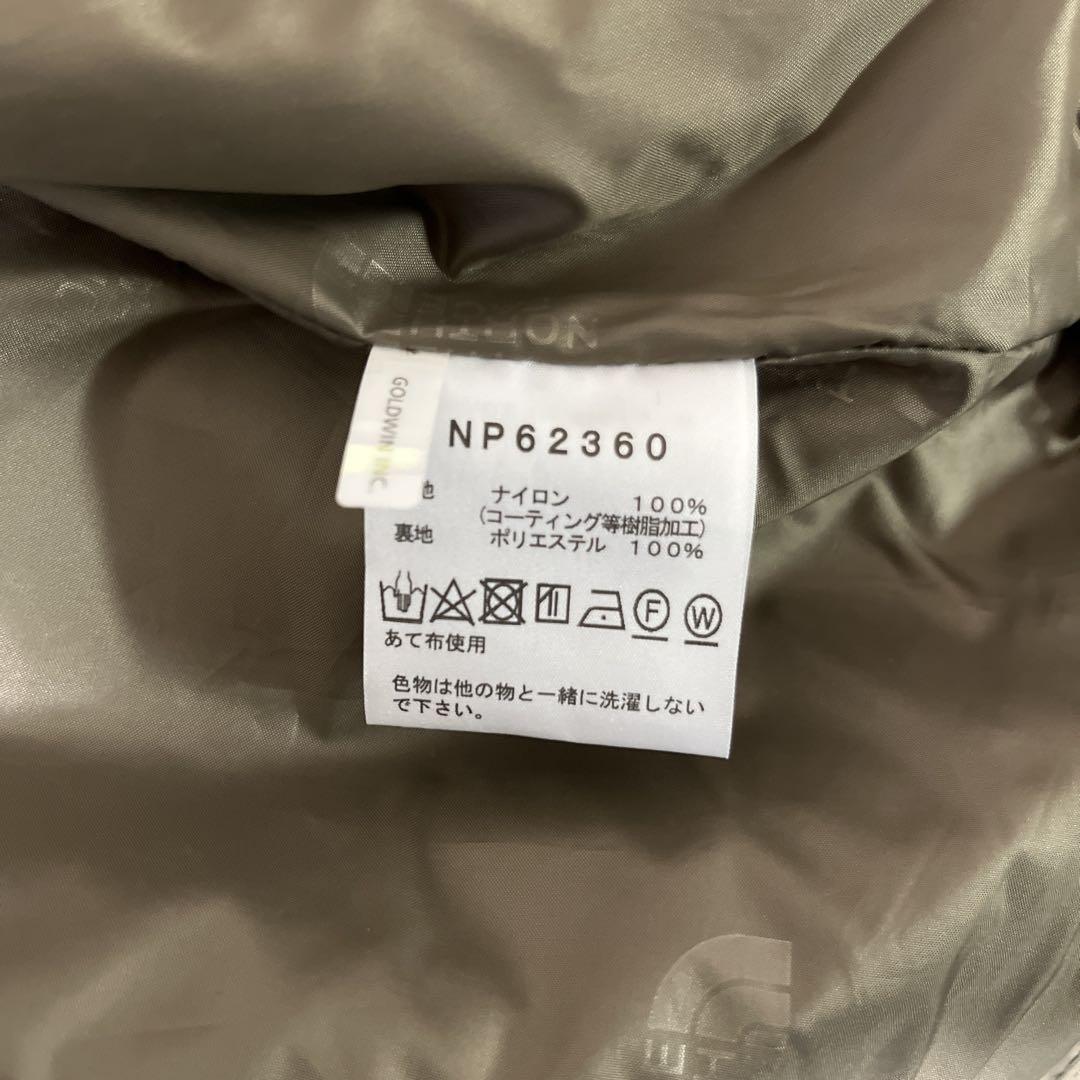 NORTH
GOLDWIN INC.
NP62360
地 ナイロン 100%
(コーティング等樹脂加工)
裏地 ポリエステル 100%
F W
あて布使用
色物は他の物と一緒に洗濯しない
で下さい。